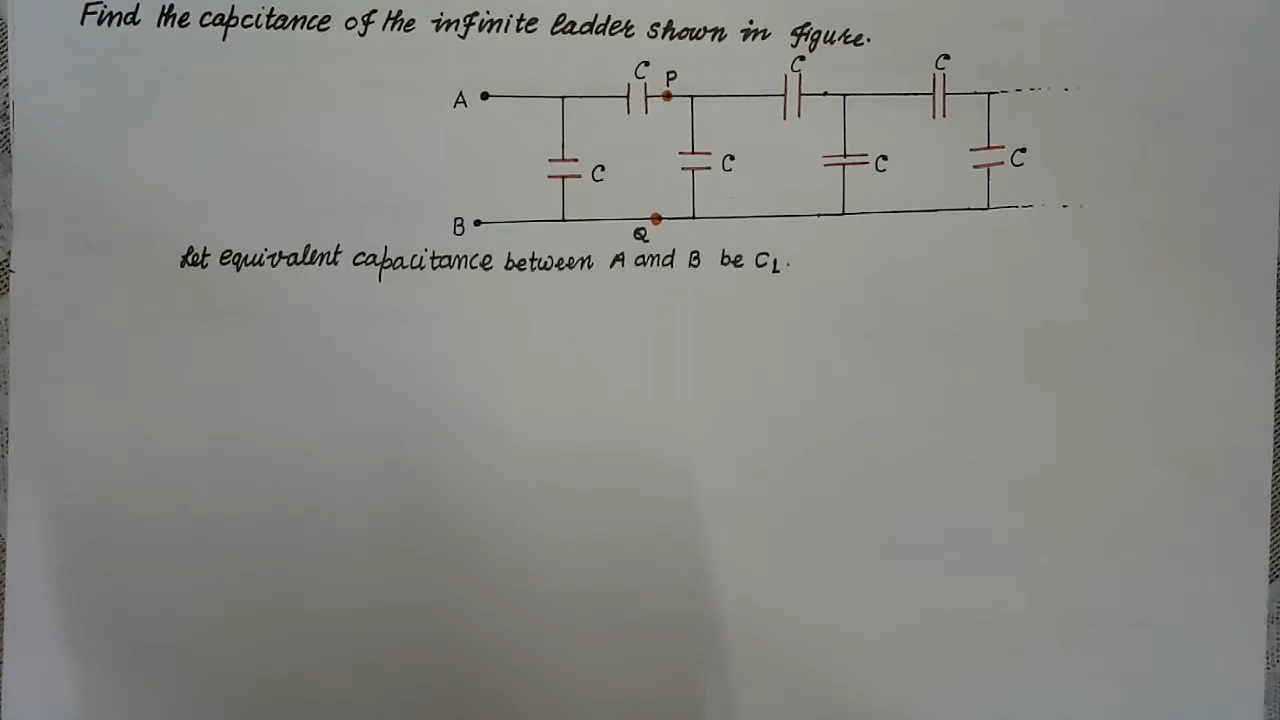 Find the capcitance of the infinite ladder shown in figure.
C P C C
A
C C C C
B
Q
Let equivalent capacitance between A and B be C_L.